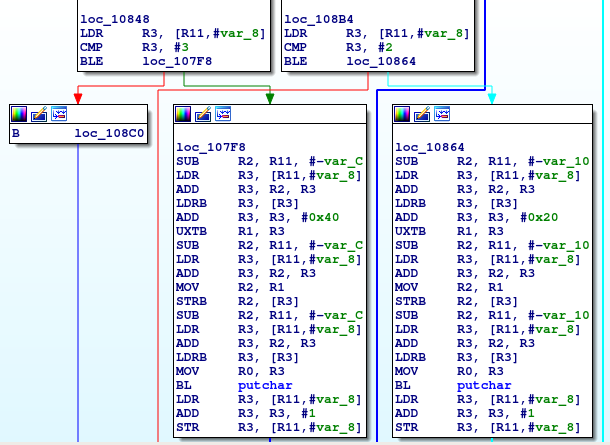 loc_10848
LDR R3, [R11,#var_8]
CMP R3, #3
BLE loc_107F8
loc_108B4
LDR R3, [R11,#var_8]
CMP R3, #2
BLE loc_10864
B loc_108C0
loc_107F8
SUB R2, R11, #-var_C
LDR R3, [R11,#var_8]
ADD R3, R2, R3
LDRB R3, [R3]
ADD R3, R3, #0x40
UXTB R1, R3
SUB R2, R11, #-var_C
LDR R3, [R11,#var_8]
ADD R3, R2, R3
MOV R2, R1
STRB R2, [R3]
SUB R2, R11, #-var_C
LDR R3, [R11,#var_8]
ADD R3, R2, R3
LDRB R3, [R3]
MOV R0, R3
BL putchar
LDR R3, [R11,#var_8]
ADD R3, R3, #1
STR R3, [R11,#var_8]
loc_10864
SUB R2, R11, #-var_10
LDR R3, [R11,#var_8]
ADD R3, R2, R3
LDRB R3, [R3]
ADD R3, R3, #0x20
UXTB R1, R3
SUB R2, R11, #-var_10
LDR R3, [R11,#var_8]
ADD R3, R2, R3
MOV R2, R1
STRB R2, [R3]
SUB R2, R11, #-var_10
LDR R3, [R11,#var_8]
ADD R3, R2, R3
LDRB R3, [R3]
MOV R0, R3
BL putchar
LDR R3, [R11,#var_8]
ADD R3, R3, #1
STR R3, [R11,#var_8]